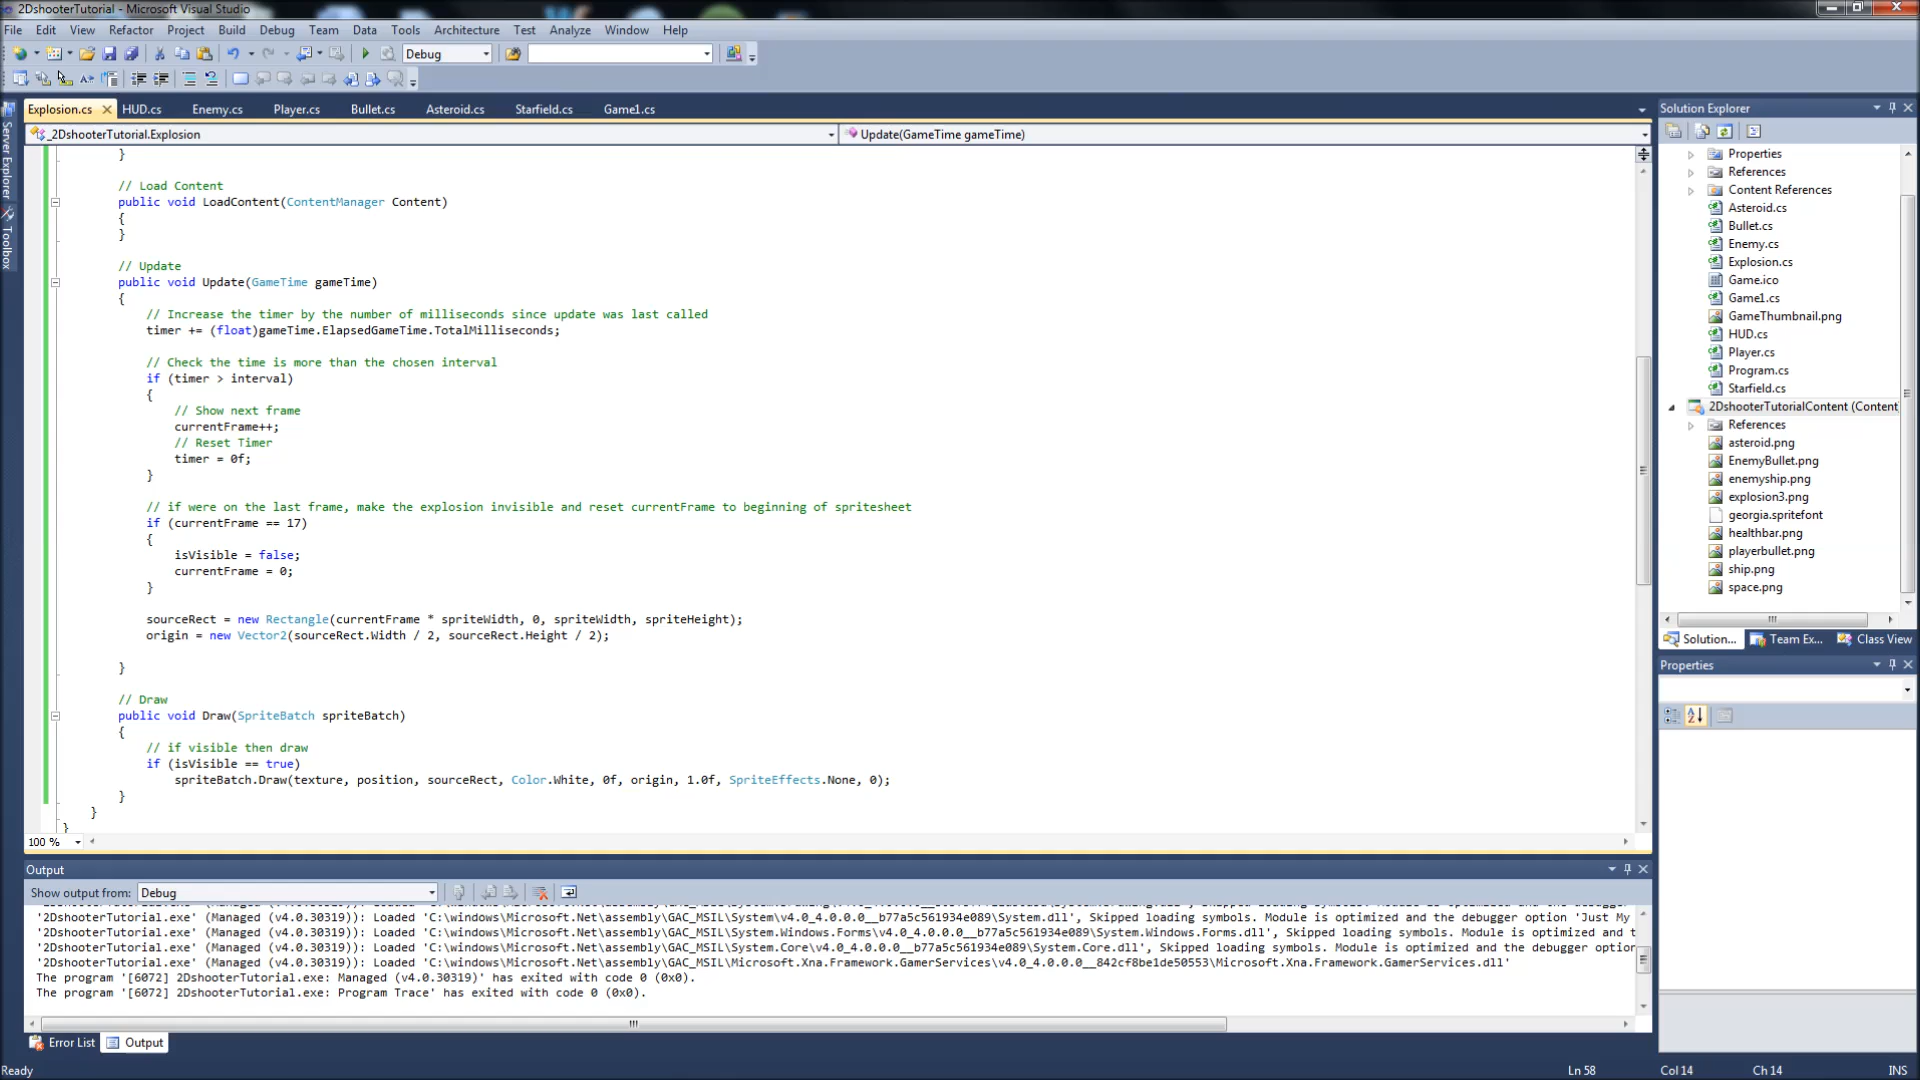 2DshooterTutorial - Microsoft Visual Studio
File Edit View Refactor Project Build Debug Team Data Tools Architecture Test Analyze Window Help
Debug
Explosion.cs HUD.cs Enemy.cs Player.cs Bullet.cs Asteroid.cs Starfield.cs Game1.cs
_2DshooterTutorial.Explosion Update(GameTime gameTime)
Server Explorer
Toolbox
}
// Load Content
public void LoadContent(ContentManager Content)
{
}
// Update
public void Update(GameTime gameTime)
{
// Increase the timer by the number of milliseconds since update was last called
timer += (float)gameTime.ElapsedGameTime.TotalMilliseconds;
// Check the time is more than the chosen interval
if (timer > interval)
{
// Show next frame
currentFrame++;
// Reset Timer
timer = 0f;
}
// if were on the last frame, make the explosion invisible and reset currentFrame to beginning of spritesheet
if (currentFrame == 17)
{
isVisible = false;
currentFrame = 0;
}
sourceRect = new Rectangle(currentFrame * spriteWidth, 0, spriteWidth, spriteHeight);
origin = new Vector2(sourceRect.Width / 2, sourceRect.Height / 2);
}
// Draw
public void Draw(SpriteBatch spriteBatch)
{
// if visible then draw
if (isVisible == true)
spriteBatch.Draw(texture, position, sourceRect, Color.White, 0f, origin, 1.0f, SpriteEffects.None, 0);
}
}
}
100 %
Solution Explorer
Properties
References
Content References
Asteroid.cs
Bullet.cs
Enemy.cs
Explosion.cs
Game.ico
Game1.cs
GameThumbnail.png
HUD.cs
Player.cs
Program.cs
Starfield.cs
2DshooterTutorialContent (Content
References
asteroid.png
EnemyBullet.png
enemyship.png
explosion3.png
georgia.spritefont
healthbar.png
playerbullet.png
ship.png
space.png
Solution... Team Ex... Class View
Properties
Output
Show output from: Debug
'2DshooterTutorial.exe' (Managed (v4.0.30319)): Loaded 'C:\windows\Microsoft.Net\assembly\GAC_MSIL\System\v4.0_4.0.0.0__b77a5c561934e089\System.dll', Skipped loading symbols. Module is optimized and the debugger option 'Just My
'2DshooterTutorial.exe' (Managed (v4.0.30319)): Loaded 'C:\windows\Microsoft.Net\assembly\GAC_MSIL\System.Windows.Forms\v4.0_4.0.0.0__b77a5c561934e089\System.Windows.Forms.dll', Skipped loading symbols. Module is optimized and t
'2DshooterTutorial.exe' (Managed (v4.0.30319)): Loaded 'C:\windows\Microsoft.Net\assembly\GAC_MSIL\System.Core\v4.0_4.0.0.0__b77a5c561934e089\System.Core.dll', Skipped loading symbols. Module is optimized and the debugger option
'2DshooterTutorial.exe' (Managed (v4.0.30319)): Loaded 'C:\windows\Microsoft.Net\assembly\GAC_MSIL\Microsoft.Xna.Framework.GamerServices\v4.0_4.0.0.0__842cf8be1de50553\Microsoft.Xna.Framework.GamerServices.dll'
The program '[6072] 2DshooterTutorial.exe: Managed (v4.0.30319)' has exited with code 0 (0x0).
The program '[6072] 2DshooterTutorial.exe: Program Trace' has exited with code 0 (0x0).
Error List Output
Ready Ln 58 Col 14 Ch 14 INS